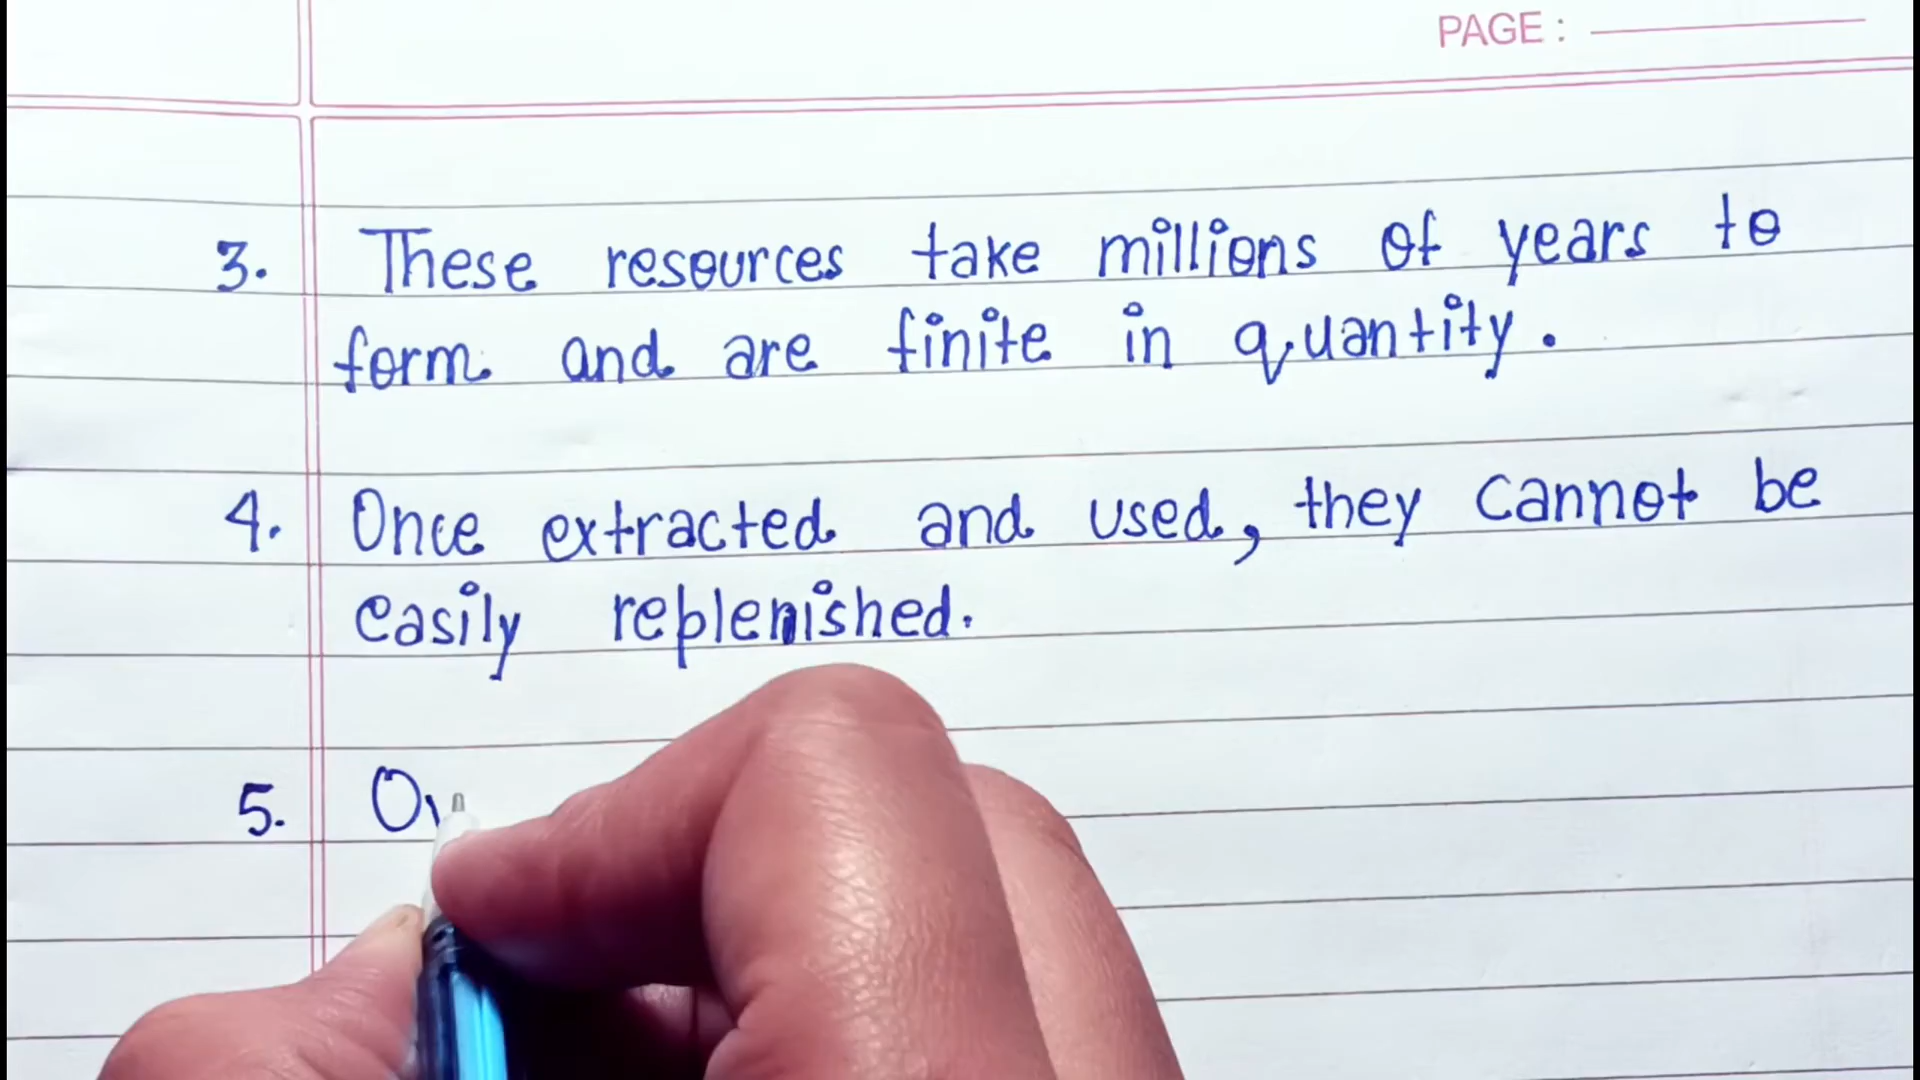 PAGE :
3. These resources take millions of years to
form and are finite in quantity.
4. Once extracted and used, they cannot be
easily replenished.
5.